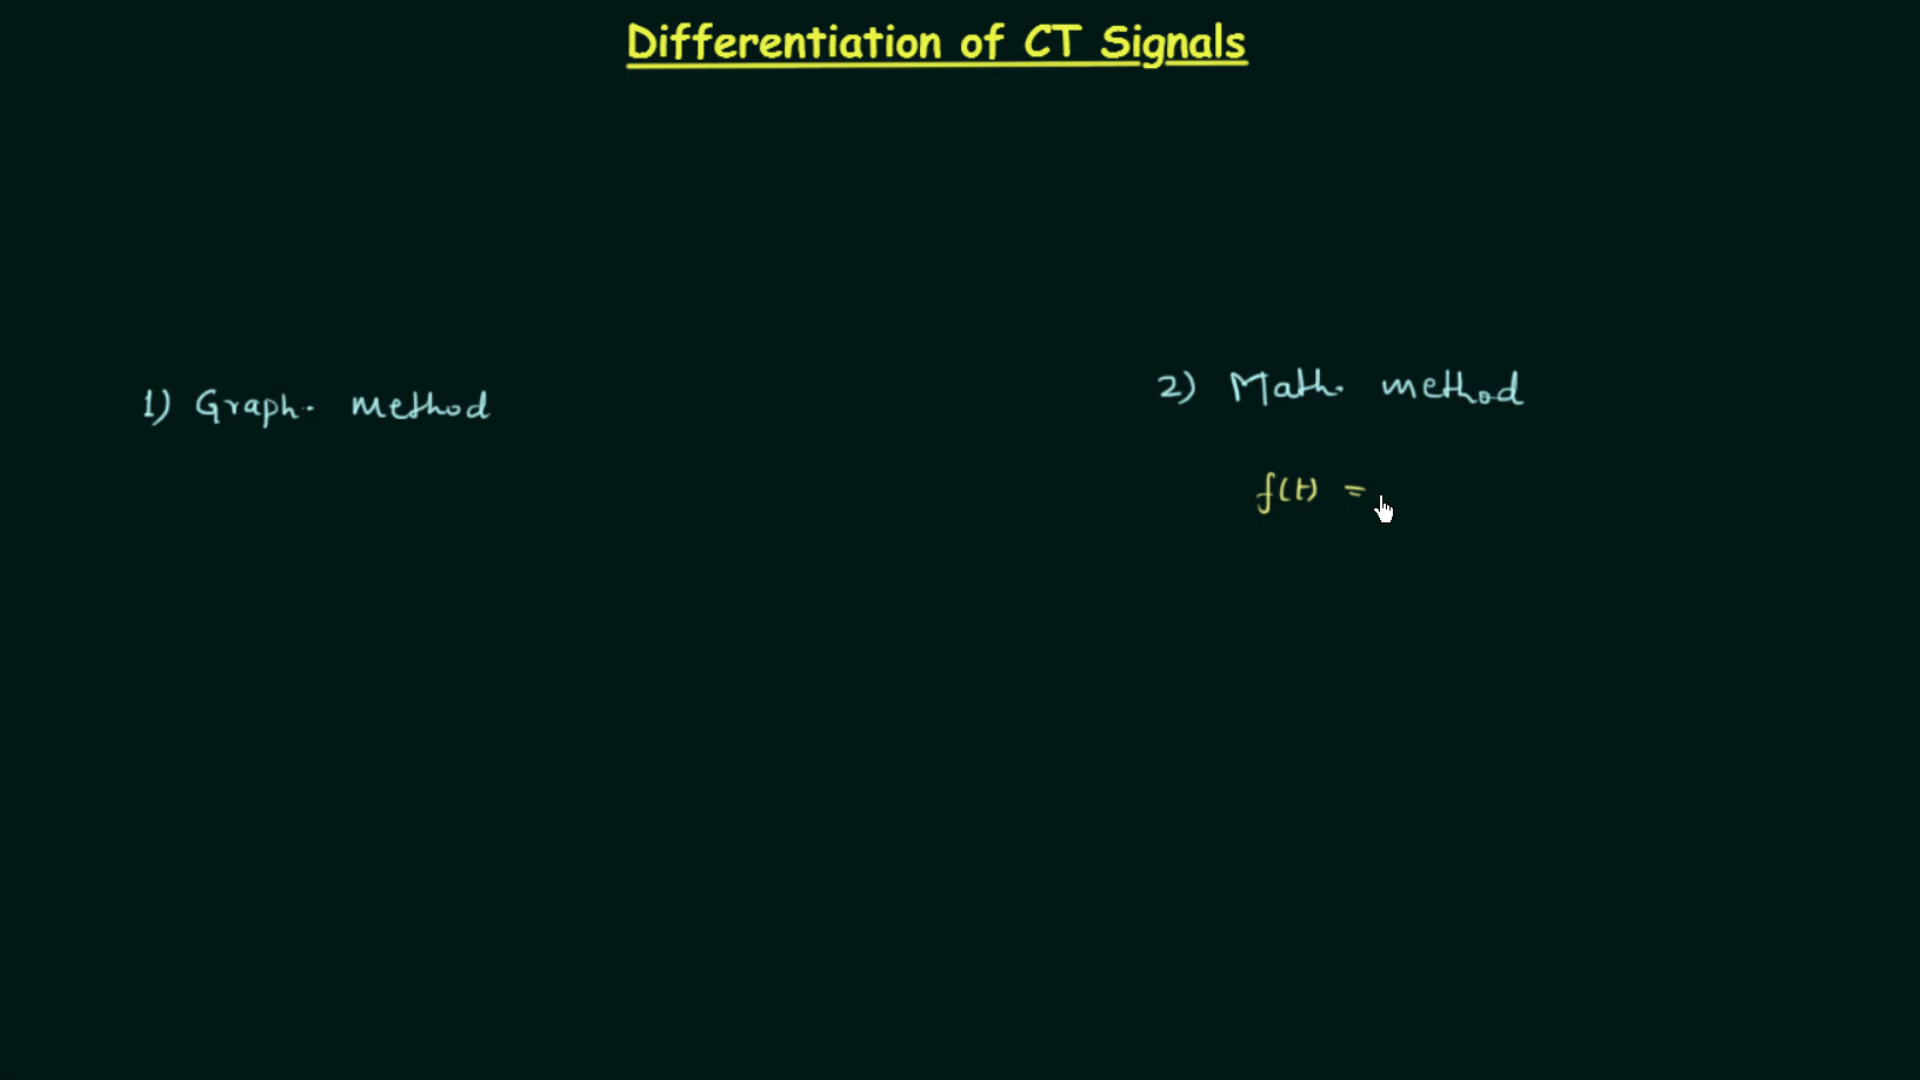 Differentiation of CT Signals
1) Graph. method
2) Math. method
f(t) =